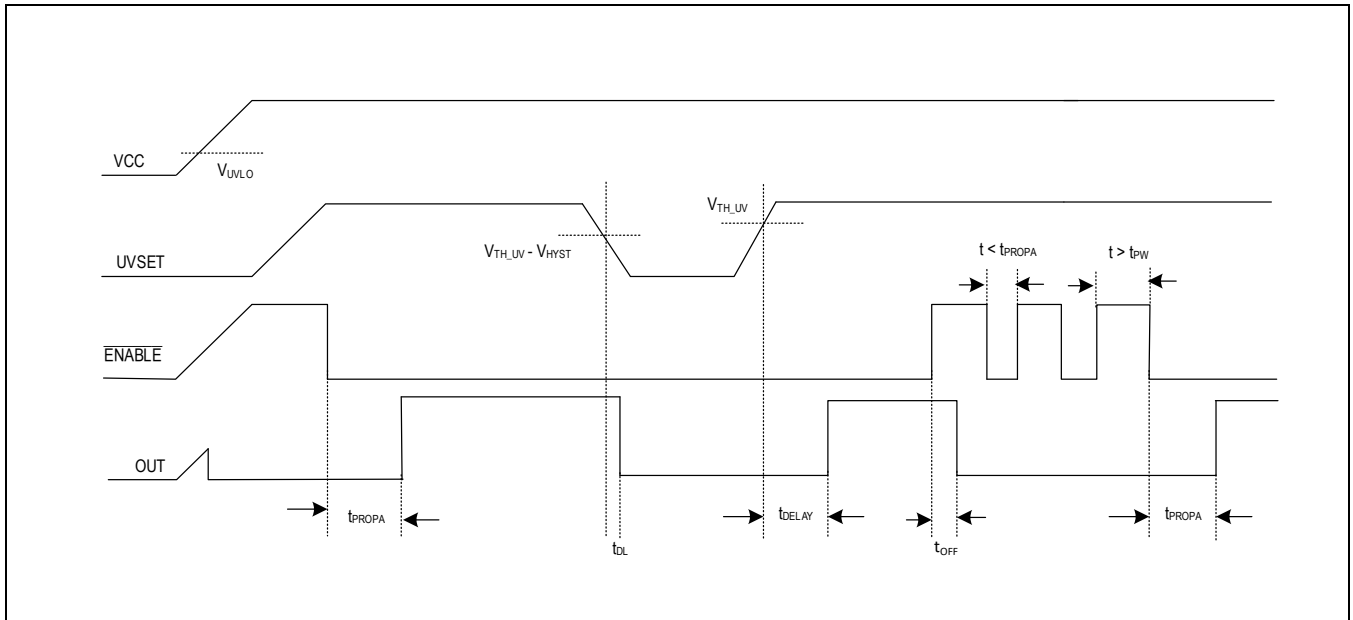 VCC
VUVLO
VTH_UV
t < tPROPA
t > tPW
VTH_UV - VHYST
UVSET
ENABLE
OUT
tPROPA
tDELAY
tPROPA
tDL
tOFF